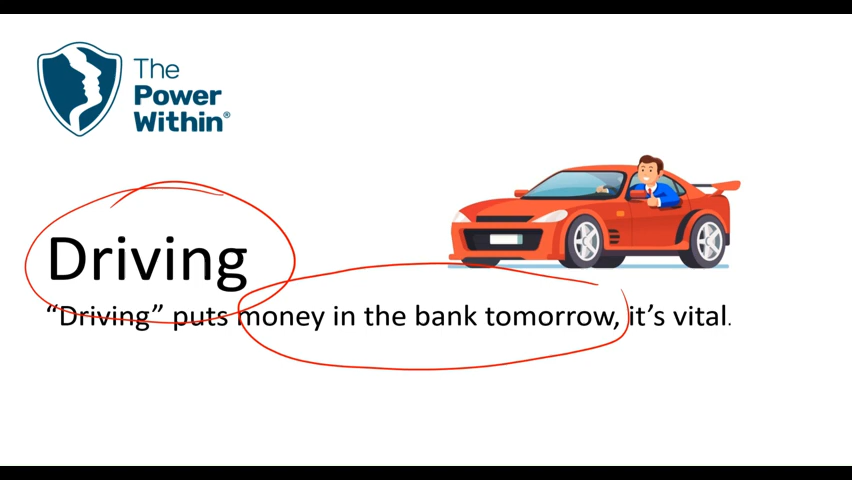 The
Power
Within®
Driving
“Driving” puts money in the bank tomorrow, it’s vital.